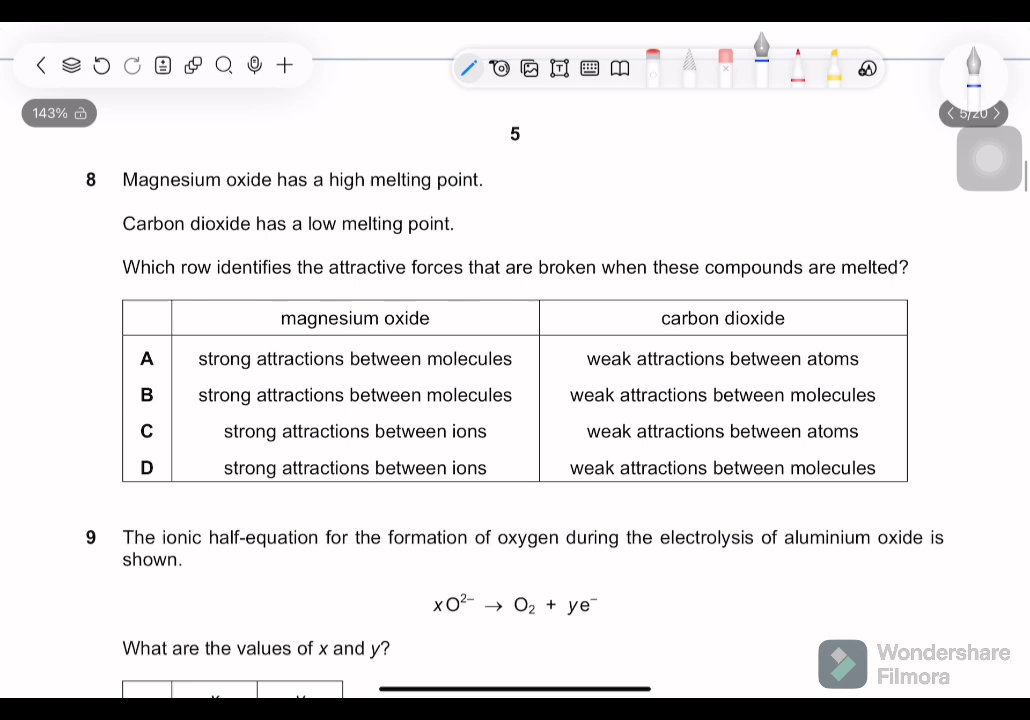 143%
5/20
5
8 Magnesium oxide has a high melting point.
Carbon dioxide has a low melting point.
Which row identifies the attractive forces that are broken when these compounds are melted?
magnesium oxide carbon dioxide
A strong attractions between molecules weak attractions between atoms
B strong attractions between molecules weak attractions between molecules
C strong attractions between ions weak attractions between atoms
D strong attractions between ions weak attractions between molecules
9 The ionic half-equation for the formation of oxygen during the electrolysis of aluminium oxide is
shown.
xO²⁻ → O₂ + ye⁻
What are the values of x and y?
Wondershare
Filmora